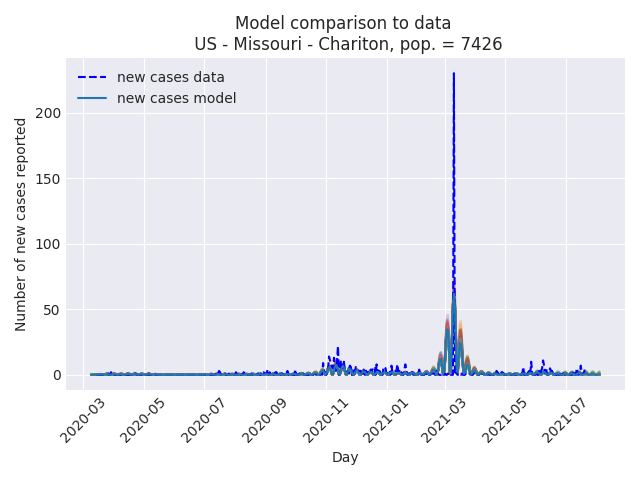 Model comparison to data
US - Missouri - Chariton, pop. = 7426
new cases data
new cases model
Number of new cases reported
200
150
100
50
0
2020-03
2020-05
2020-07
2020-09
2020-11
2021-01
2021-03
2021-05
2021-07
Day